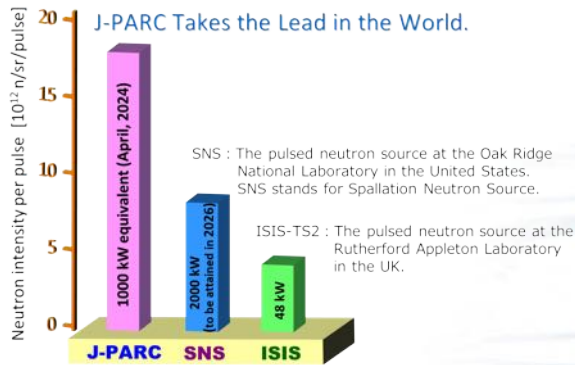 J-PARC Takes the Lead in the World.
Neutron intensity per pulse [10¹² n/sr/pulse]
20
15
10
5
0
1000 kW equivalent (April, 2024)
2000 kW
(to be attained in 2026)
48 kW
SNS : The pulsed neutron source at the Oak Ridge
National Laboratory in the United States.
SNS stands for Spallation Neutron Source.
ISIS-TS2 : The pulsed neutron source at the
Rutherford Appleton Laboratory
in the UK.
J-PARC SNS ISIS